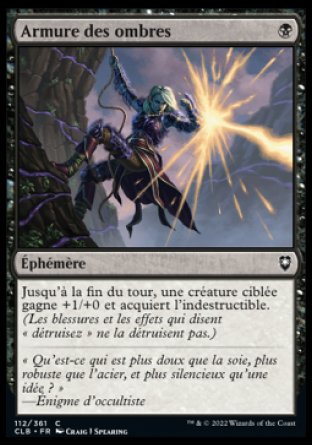 Armure des ombres
Éphémère
Jusqu'à la fin du tour, une créature ciblée
gagne +1/+0 et acquiert l'indestructible.
(Les blessures et les effets qui disent
« détruisez » ne la détruisent pas.)
« Qu'est-ce qui est plus doux que la soie, plus
robuste que l'acier, et plus silencieux qu'une
idée ? »
—Énigme d'occultiste
112/361 C
CLB • FR Craig J Spearing
™ & © 2022 Wizards of the Coast